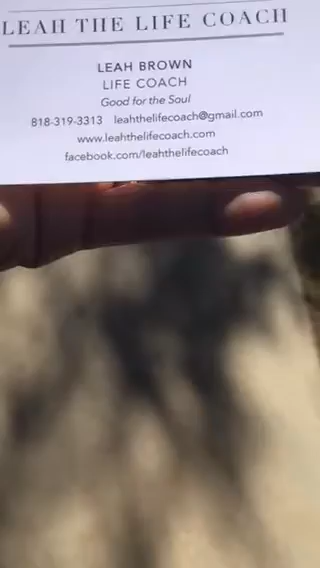 LEAH THE LIFE COACH
LEAH BROWN
LIFE COACH
Good for the Soul
818-319-3313 leahthelifecoach@gmail.com
www.leahthelifecoach.com
facebook.com/leahthelifecoach